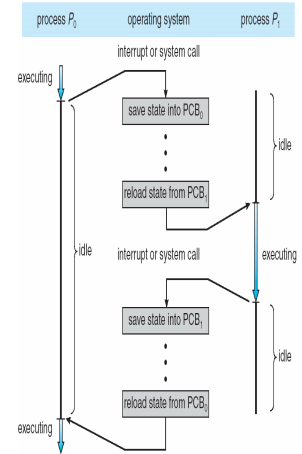 process P0 operating system process P1
interrupt or system call
executing
save state into PCB0
idle
reload state from PCB1
idle
interrupt or system call
executing
save state into PCB1
idle
reload state from PCB0
executing